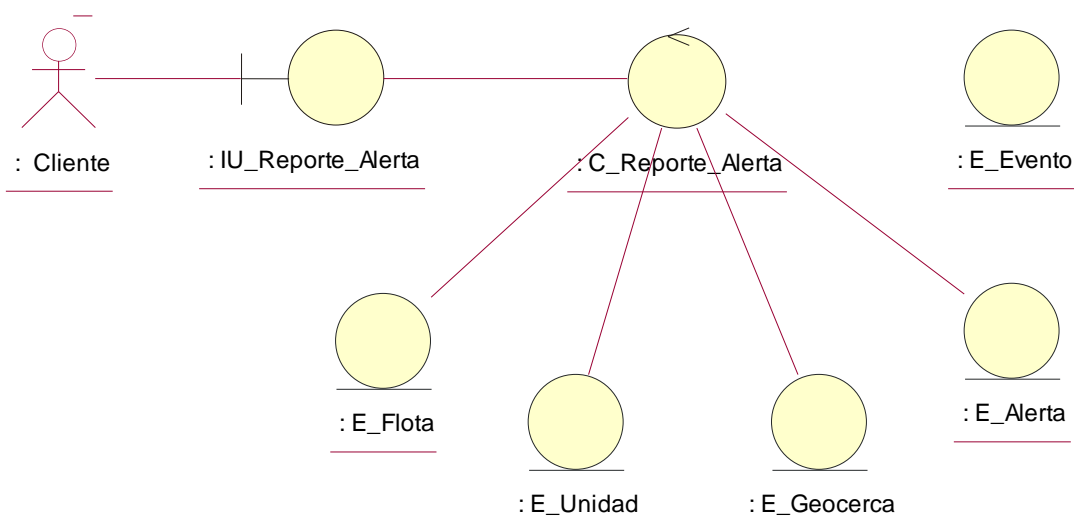 : Cliente
: IU_Reporte_Alerta
: C_Reporte_Alerta
: E_Evento
: E_Flota
: E_Alerta
: E_Unidad
: E_Geocerca